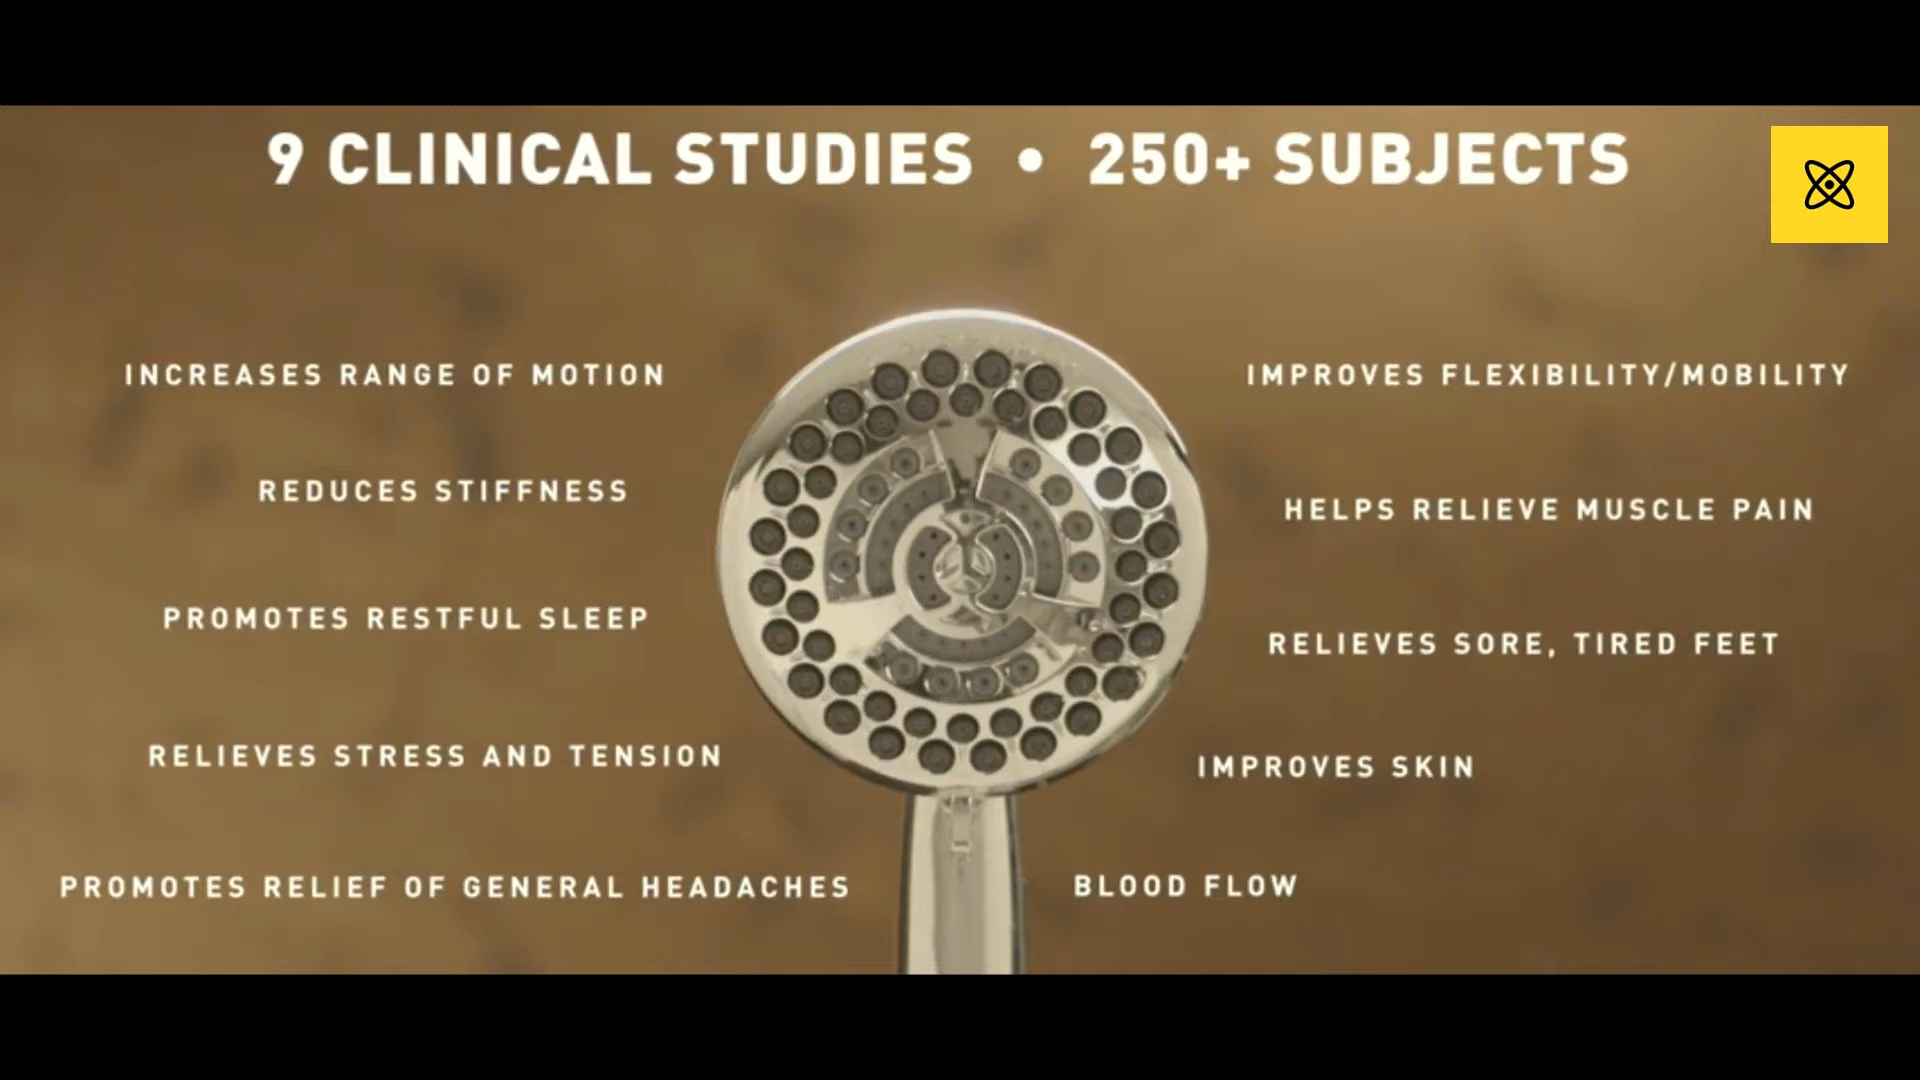 9 CLINICAL STUDIES • 250+ SUBJECTS
INCREASES RANGE OF MOTION
REDUCES STIFFNESS
PROMOTES RESTFUL SLEEP
RELIEVES STRESS AND TENSION
PROMOTES RELIEF OF GENERAL HEADACHES
IMPROVES FLEXIBILITY/MOBILITY
HELPS RELIEVE MUSCLE PAIN
RELIEVES SORE, TIRED FEET
IMPROVES SKIN
BLOOD FLOW